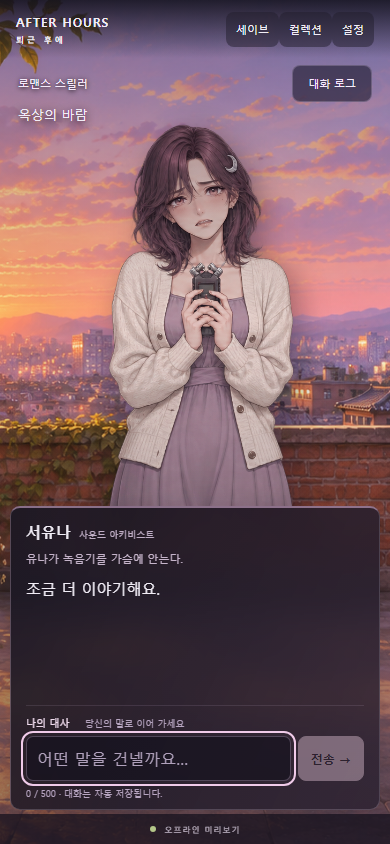 AFTER HOURS
퇴근 후에
세이브 컬렉션 설정
로맨스 스릴러
대화 로그
옥상의 바람
서유나 사운드 아키비스트
유나가 녹음기를 가슴에 안는다.
조금 더 이야기해요.
나의 대사 당신의 말로 이어 가세요
어떤 말을 건넬까요...
전송 →
0 / 500 · 대화는 자동 저장됩니다.
오프라인 미리보기